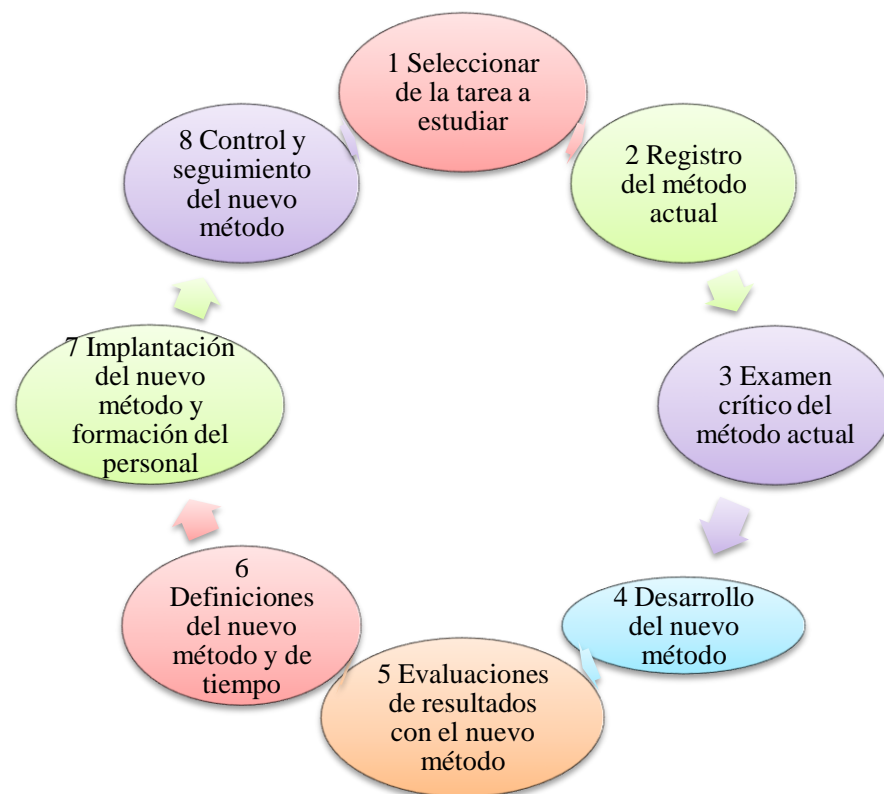 1 Seleccionar
de la tarea a
estudiar
2 Registro
del método
actual
3 Examen
crítico del
método actual
4 Desarrollo
del nuevo
método
5 Evaluaciones
de resultados
con el nuevo
método
6
Definiciones
del nuevo
método y de
tiempo
7 Implantación
del nuevo
método y
formación del
personal
8 Control y
seguimiento
del nuevo
método